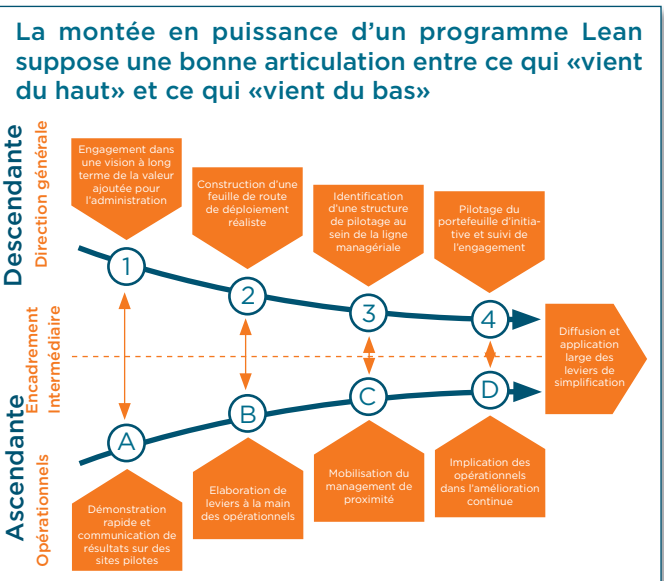 La montée en puissance d'un programme Lean
suppose une bonne articulation entre ce qui «vient
du haut» et ce qui «vient du bas»
Descendante
Direction générale
Engagement dans
une vision à long
terme de la valeur
ajoutée pour
l'administration
Construction d'une
feuille de route
de déploiement
réaliste
Identification
d'une structure
de pilotage au
sein de la ligne
managériale
Pilotage du
portefeuille d'initia-
tive et suivi de
l'engagement
1
2
3
4
Encadrement
Intermédiaire
Diffusion et
application
large des
leviers de
simplification
A
B
C
D
Ascendante
Opérationnels
Démonstration
rapide et
communication de
résultats sur des
sites pilotes
Elaboration de
leviers à la main
des opérationnels
Mobilisation du
management de
proximité
Implication des
opérationnels
dans l'amélioration
continue